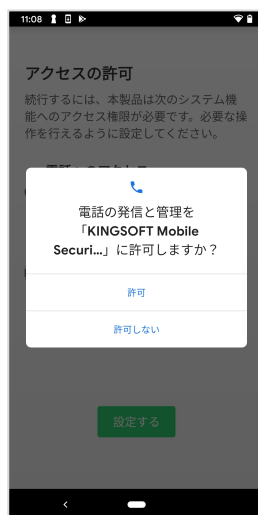 11:08
アクセスの許可
続行するには、本製品は次のシステム機
能へのアクセス権限が必要です。必要な操
作を行えるように設定してください。
電話の発信と管理を
「KINGSOFT Mobile
Securi...」に許可しますか？
許可
許可しない
設定する